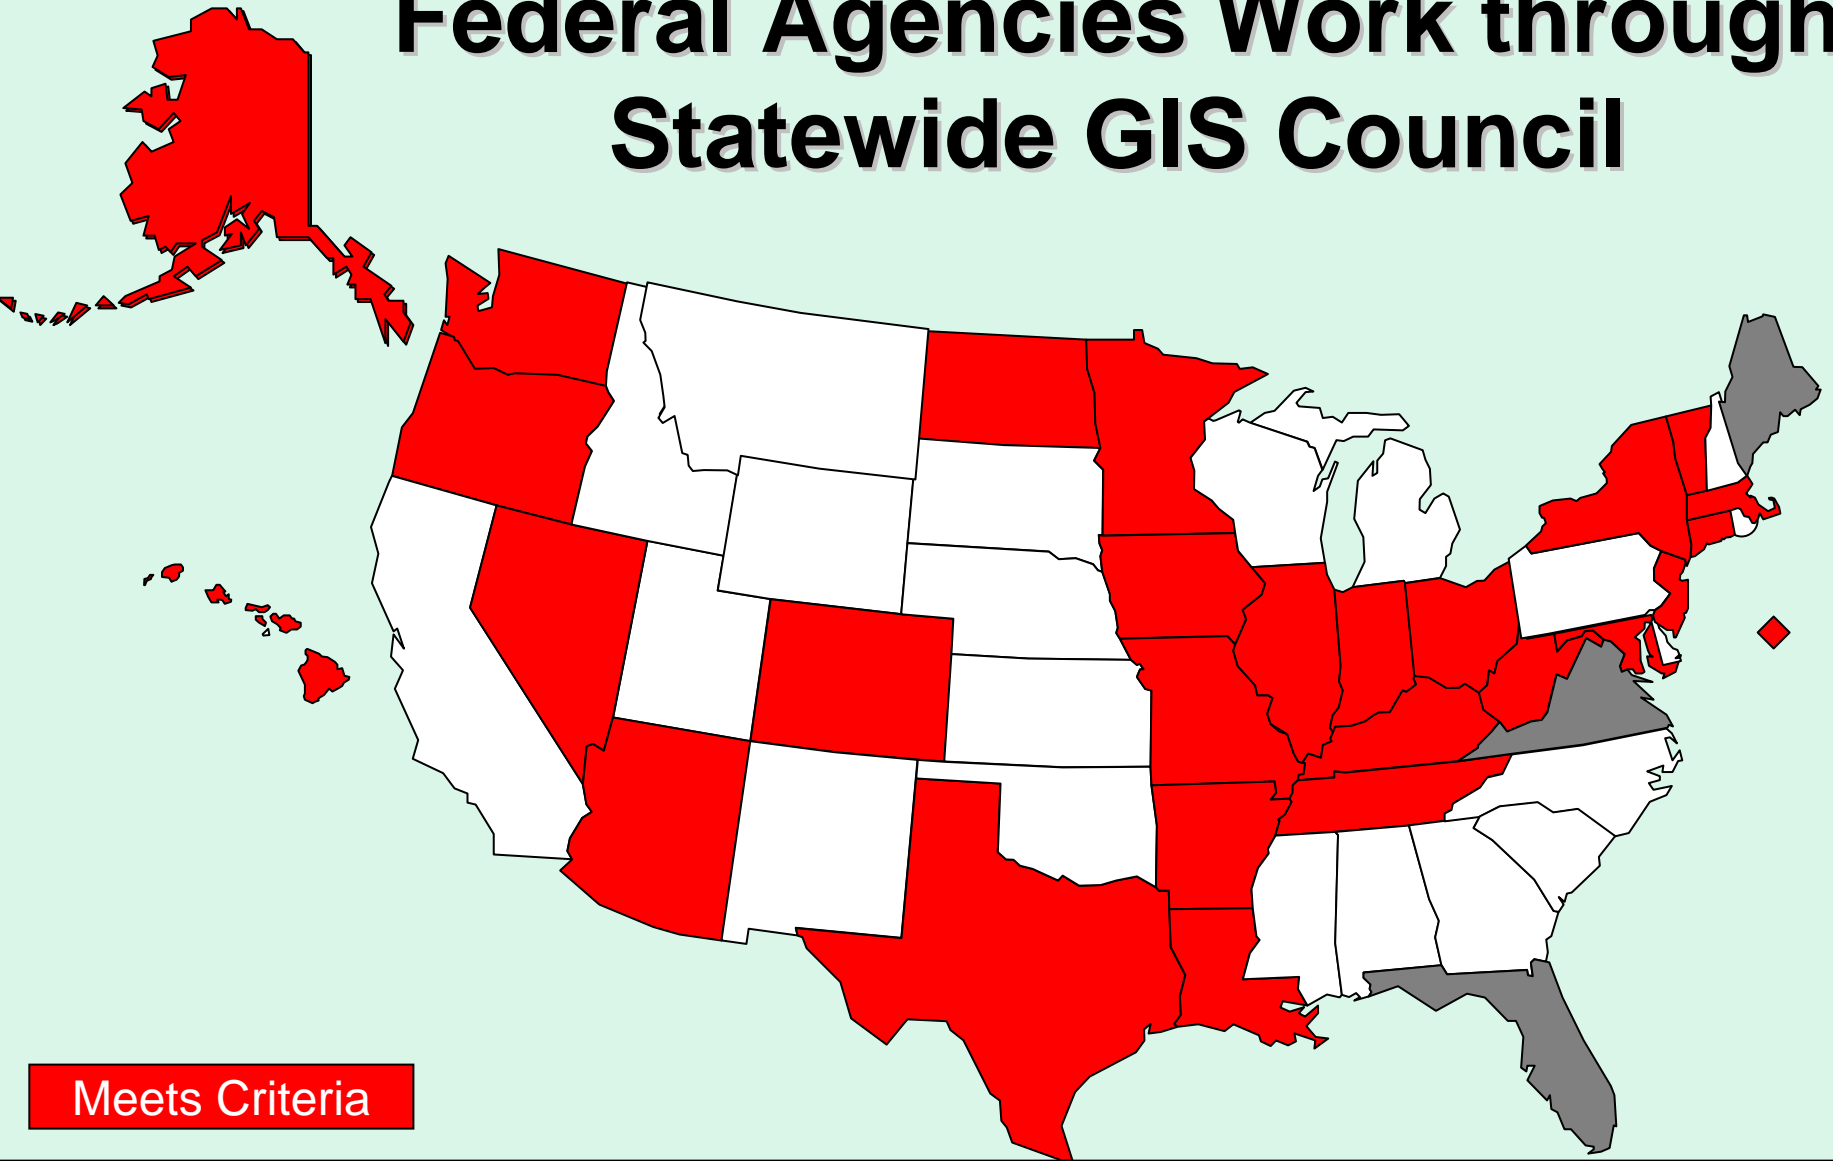 Federal Agencies Work through
Statewide GIS Council
Meets Criteria